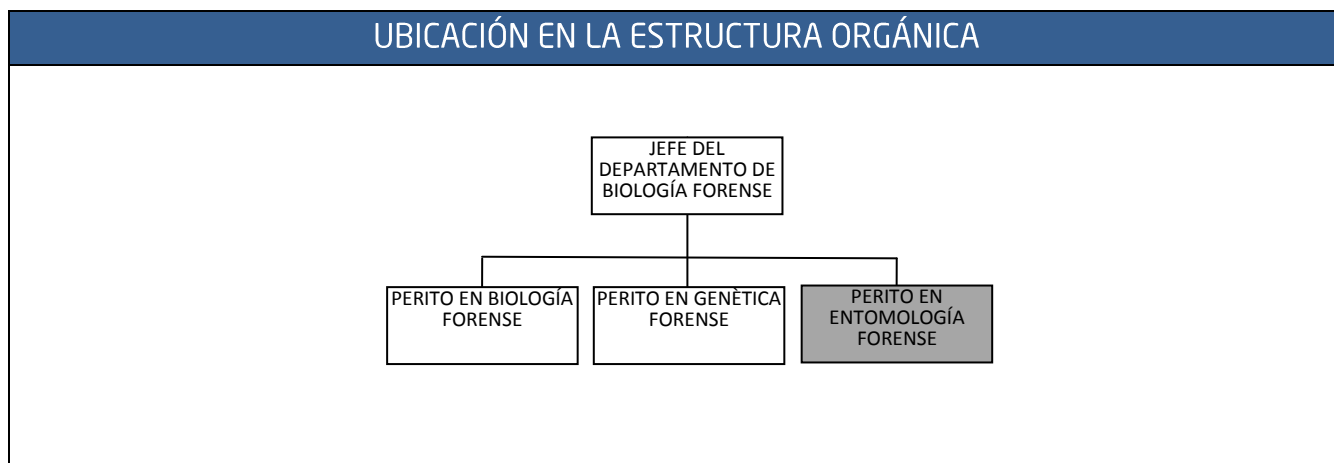 UBICACIÓN EN LA ESTRUCTURA ORGÁNICA
JEFE DEL
DEPARTAMENTO DE
BIOLOGÍA FORENSE
PERITO EN BIOLOGÍA
FORENSE
PERITO EN GENÈTICA
FORENSE
PERITO EN
ENTOMOLOGÍA
FORENSE